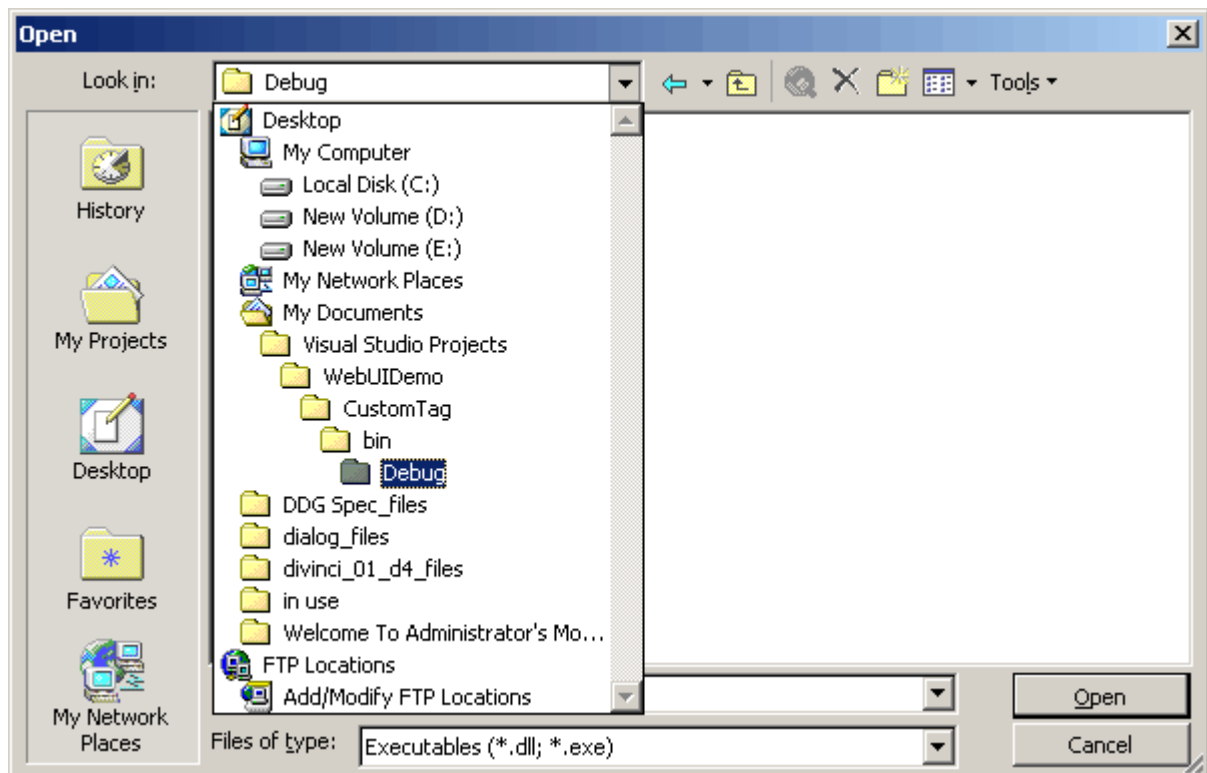 Open
Look in:
Debug
Tools
Desktop
My Computer
Local Disk (C:)
New Volume (D:)
New Volume (E:)
My Network Places
My Documents
Visual Studio Projects
WebUIDemo
CustomTag
bin
Debug
DDG Spec_files
dialog_files
divinci_01_d4_files
in use
Welcome To Administrator's Mo...
FTP Locations
Add/Modify FTP Locations
History
My Projects
Desktop
Favorites
My Network
Places
Open
Files of type:
Executables (*.dll; *.exe)
Cancel